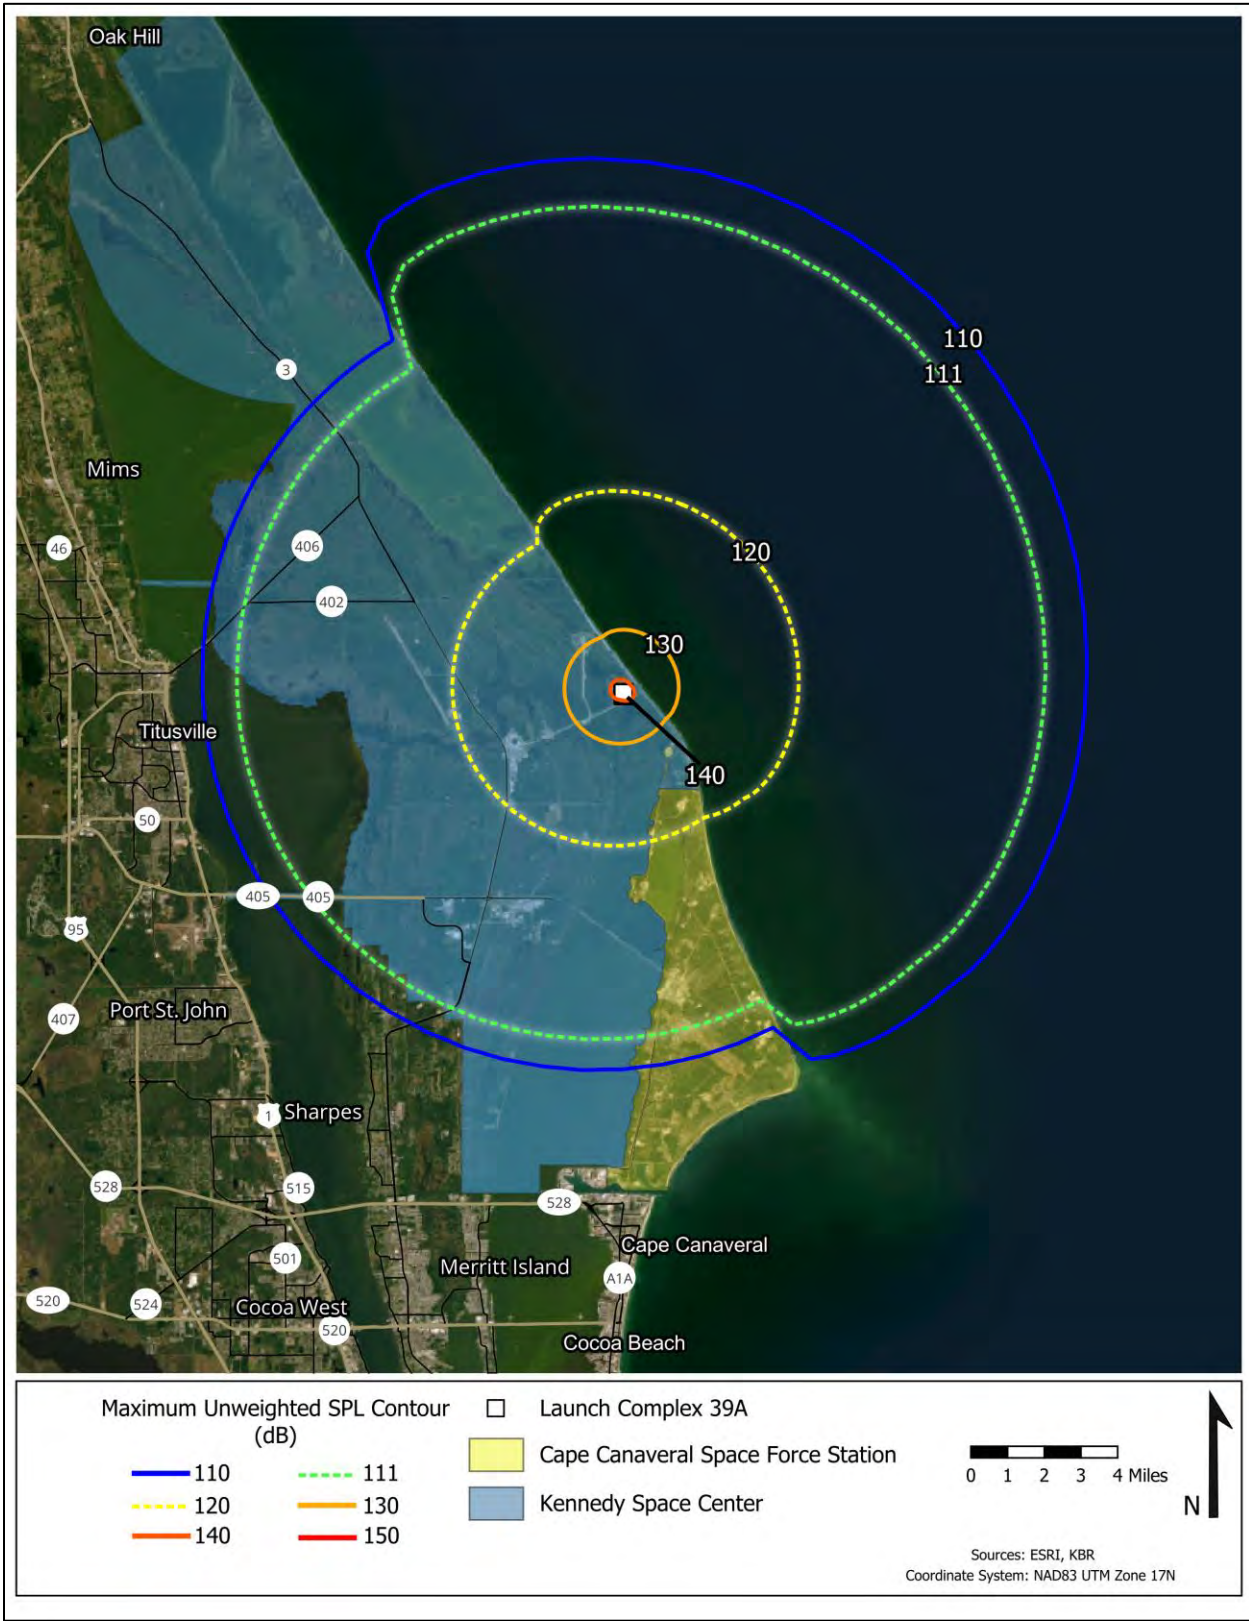 Oak Hill
110
111
3
Mims
46
406
120
402
130
Titusville
140
50
405
405
95
Port St. John
407
1
Sharpes
528
515
528
Cape Canaveral
501
Merritt Island
A1A
520
524
Cocoa West
520
Cocoa Beach
Maximum Unweighted SPL Contour
(dB)
110
111
120
130
140
150
Launch Complex 39A
Cape Canaveral Space Force Station
Kennedy Space Center
0 1 2 3 4 Miles
N
Sources: ESRI, KBR
Coordinate System: NAD83 UTM Zone 17N